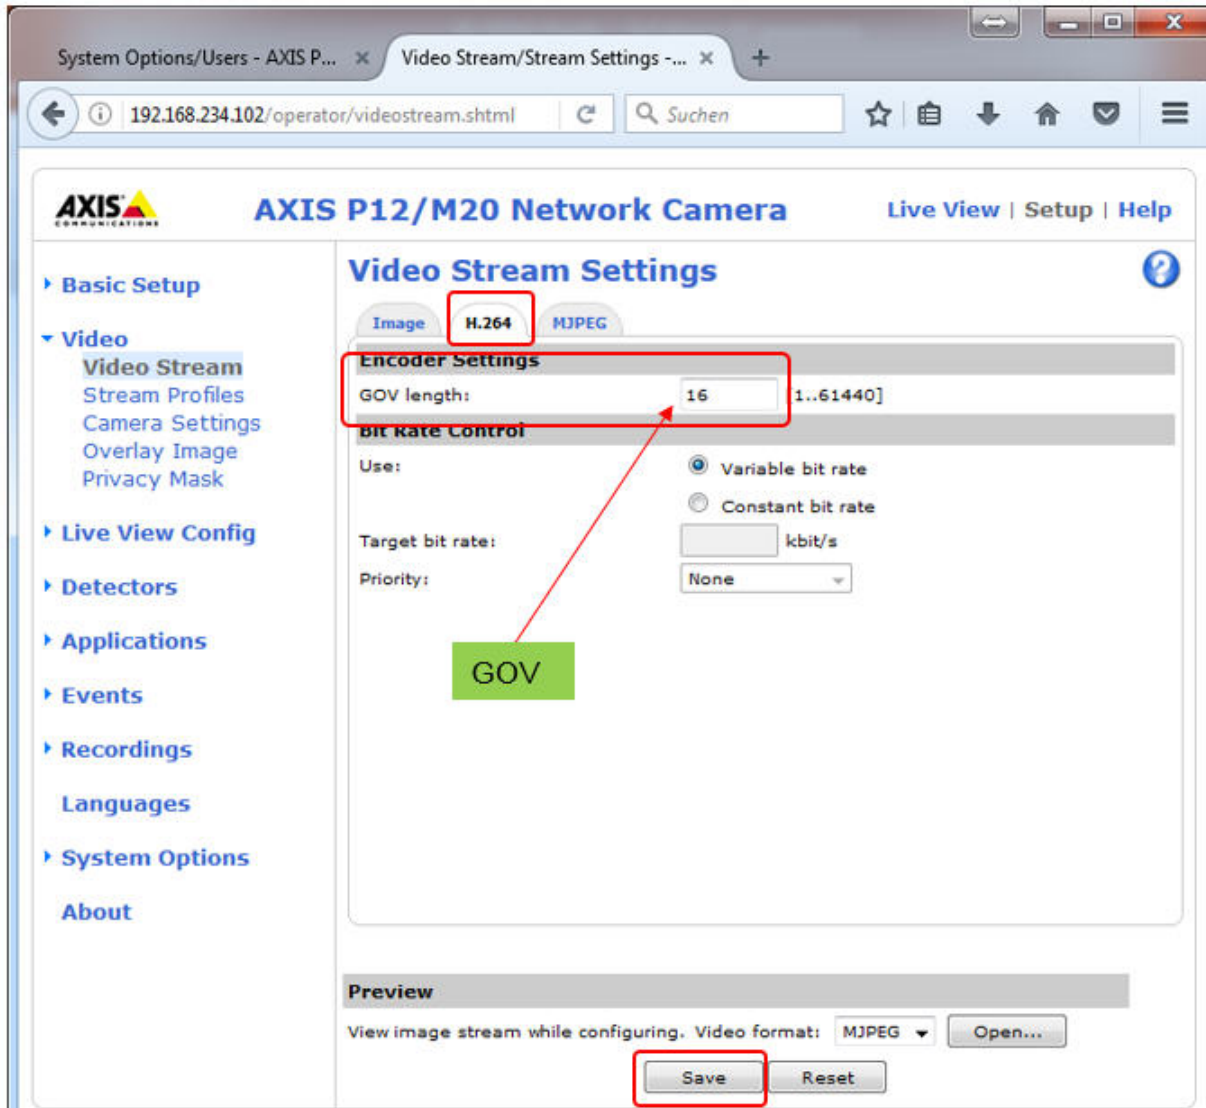 System Options/Users - AXIS P... × Video Stream/Stream Settings -... × +
192.168.234.102/operator/videostream.shtml Suchen
AXIS
COMMUNICATIONS
AXIS P12/M20 Network Camera
Live View | Setup | Help
Basic Setup
Video
Video Stream
Stream Profiles
Camera Settings
Overlay Image
Privacy Mask
Live View Config
Detectors
Applications
Events
Recordings
Languages
System Options
About
Video Stream Settings
?
Image H.264 MJPEG
Encoder Settings
GOV length: 16 [1..61440]
Bit Rate Control
Use: Variable bit rate
Constant bit rate
Target bit rate: kbit/s
Priority: None
GOV
Preview
View image stream while configuring. Video format: MJPEG Open...
Save Reset